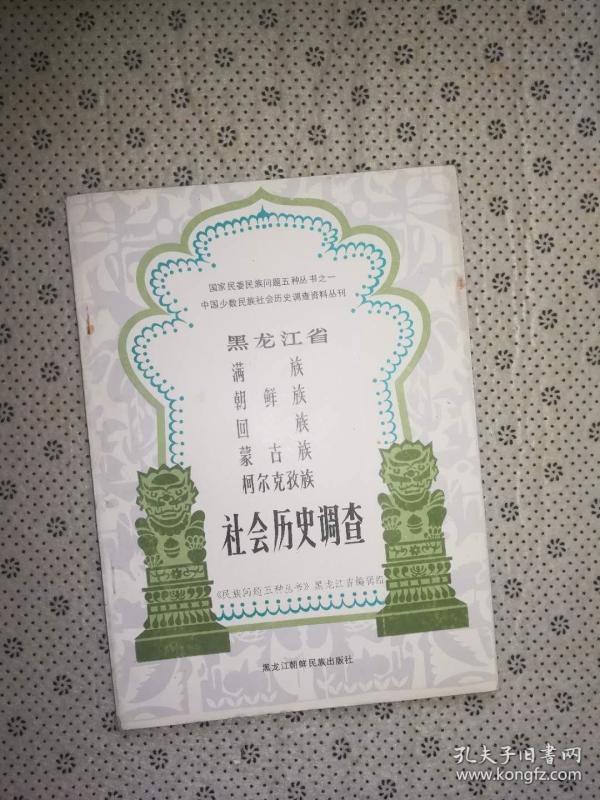 国家民委民族问题五种丛书之一
中国少数民族社会历史调查资料丛刊
黑龙江省
满族
朝鲜族
回族
蒙古族
柯尔克孜族
社会历史调查
《民族问题五种丛书》黑龙江省编辑组
黑龙江朝鲜民族出版社
孔夫子旧书网
www.kongfz.com